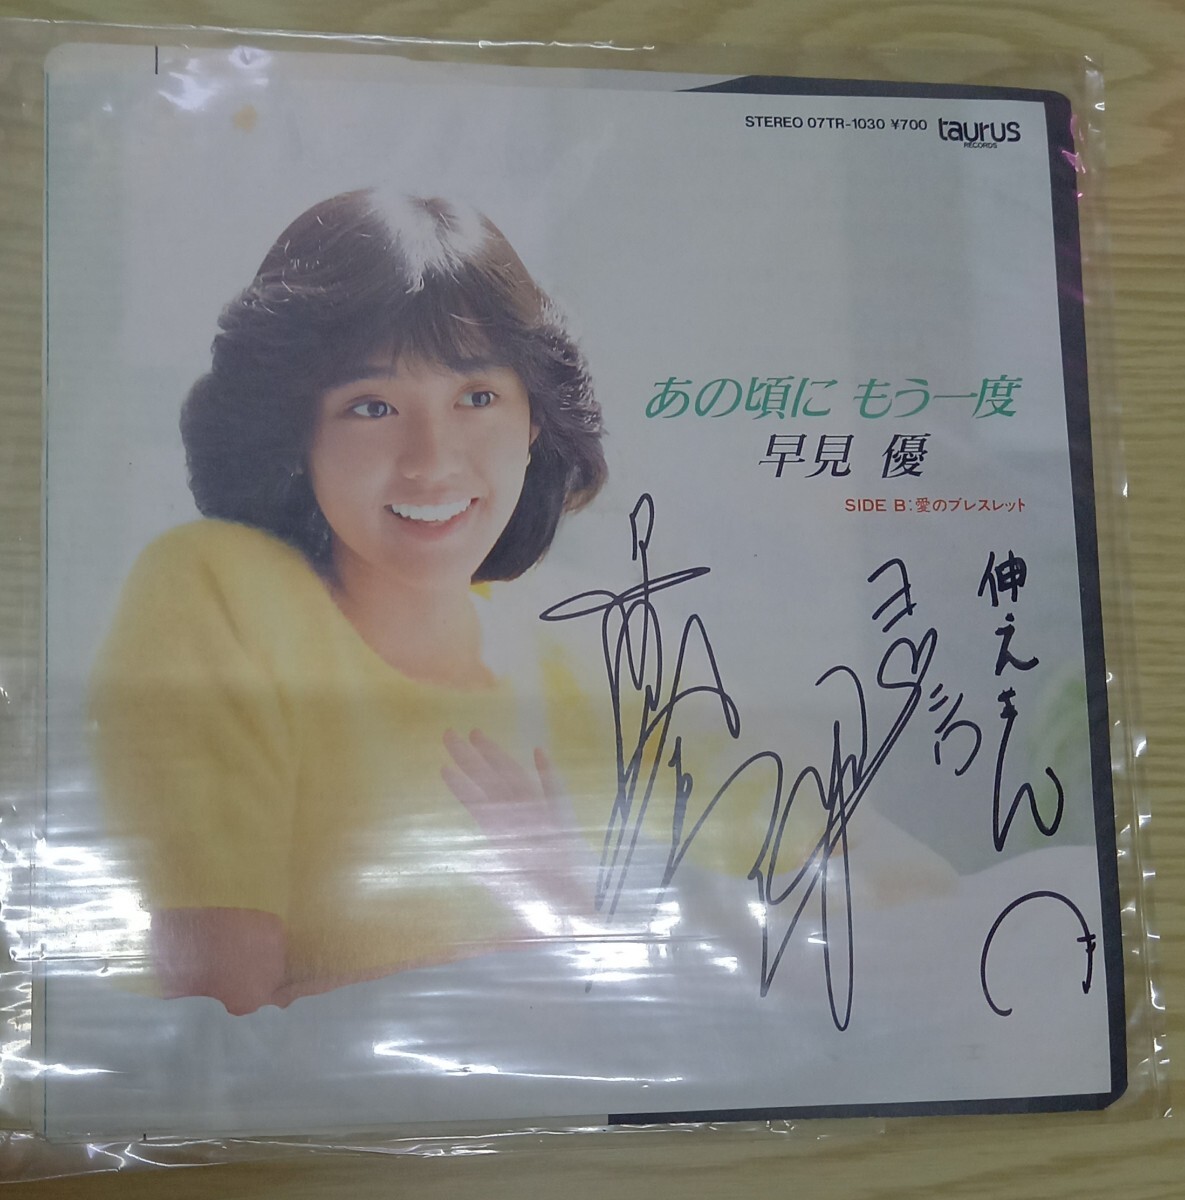 STEREO 07TR-1030 ¥700 taurus
RECORDS
あの頃に もう一度
早見 優
SIDE B:愛のブレスレット
伸えさんへ